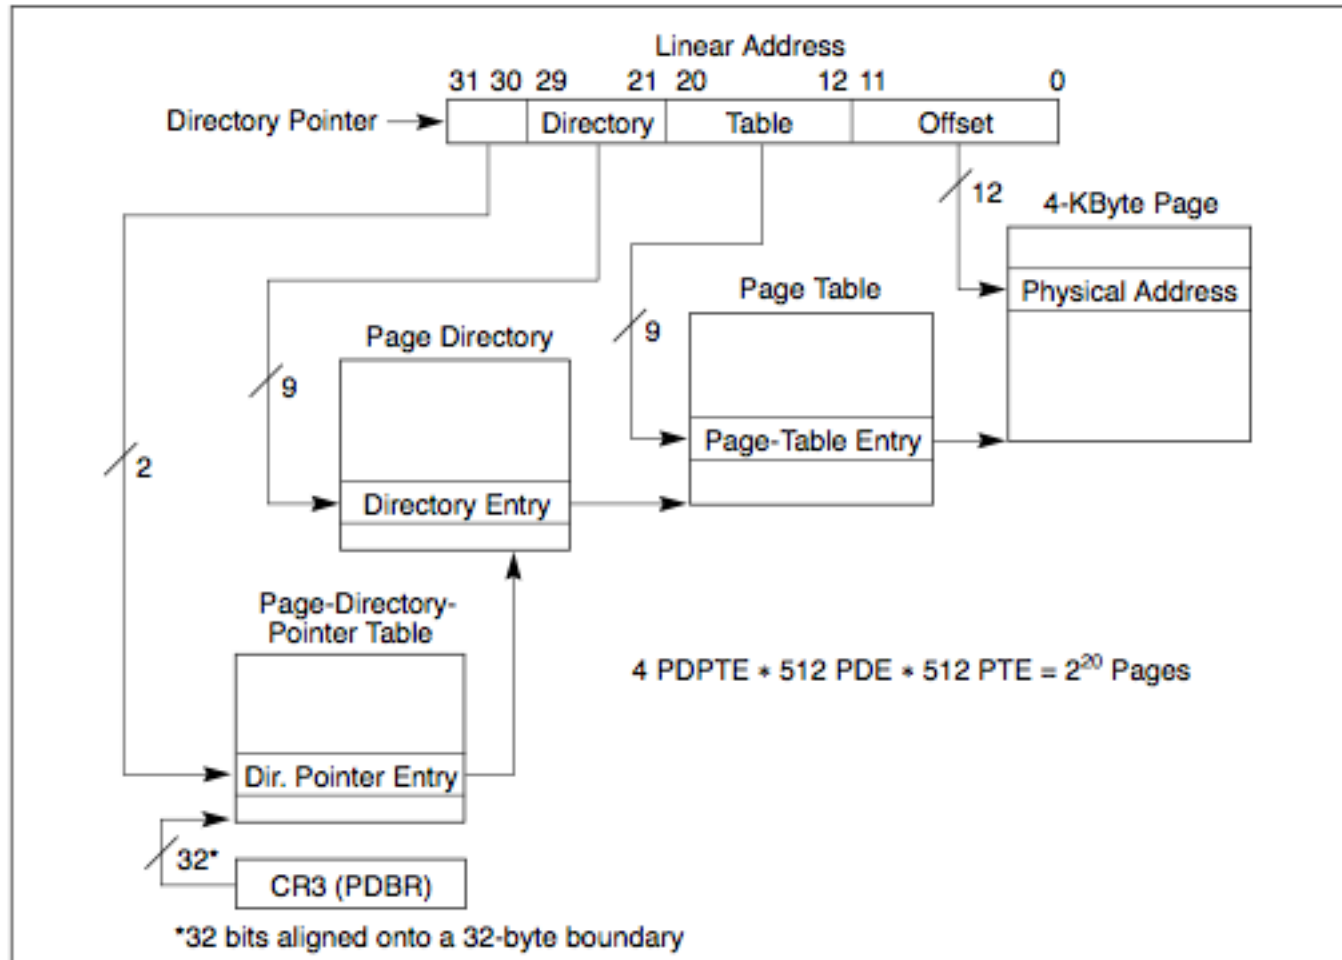 Linear Address
31 30 29 21 20 12 11 0
Directory Pointer Directory Table Offset
12
4-KByte Page
Physical Address
Page Table
9
Page-Table Entry
Page Directory
9
Directory Entry
2
Page-Directory-
Pointer Table
4 PDPTE * 512 PDE * 512 PTE = 2²⁰ Pages
Dir. Pointer Entry
32*
CR3 (PDBR)
*32 bits aligned onto a 32-byte boundary